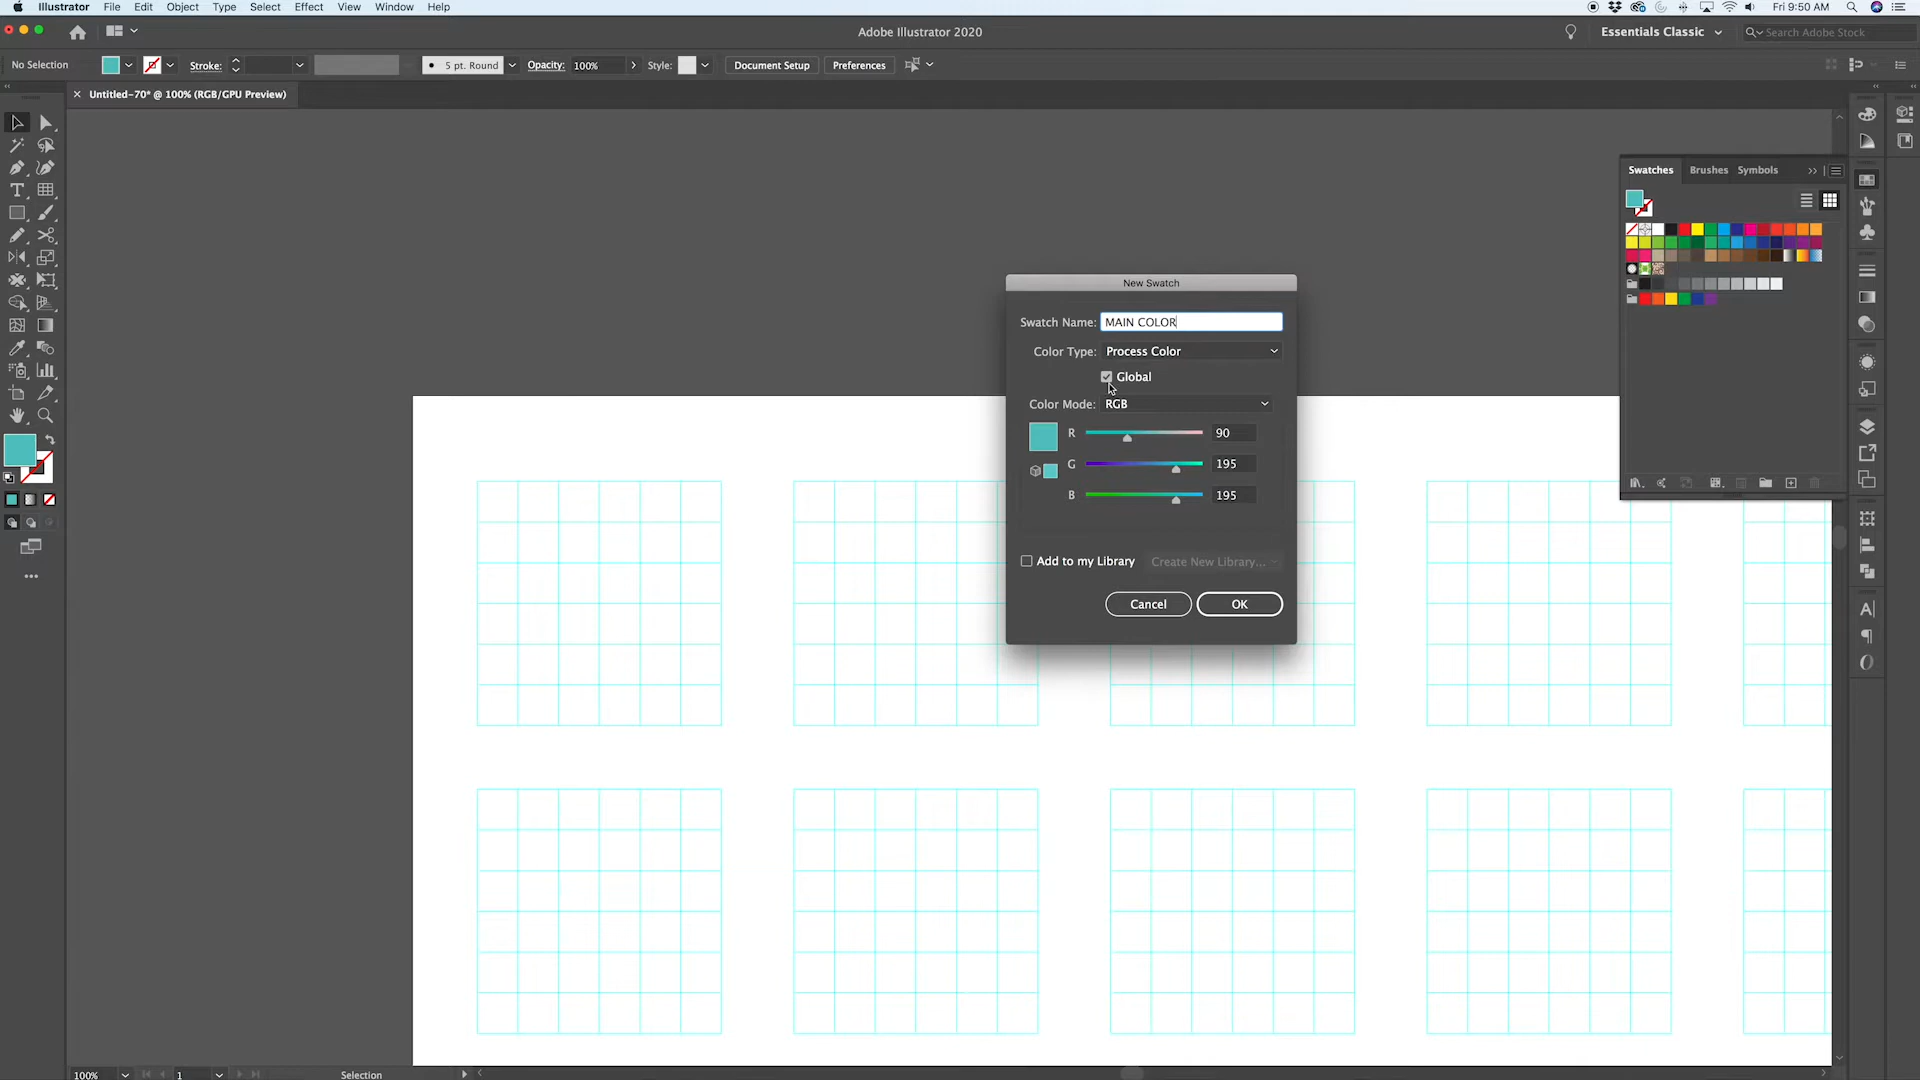 Illustrator File Edit Object Type Select Effect View Window Help Fri 9:50 AM
Adobe Illustrator 2020 Essentials Classic Search Adobe Stock
No Selection Stroke: 5 pt. Round Opacity: 100% Style: Document Setup Preferences
Untitled-70* @ 100% (RGB/GPU Preview)
Swatches Brushes Symbols
New Swatch
Swatch Name: MAIN COLOR
Color Type: Process Color
Global
Color Mode: RGB
R 90
G 195
B 195
Add to my Library Create New Library...
Cancel OK
100% 1 Selection